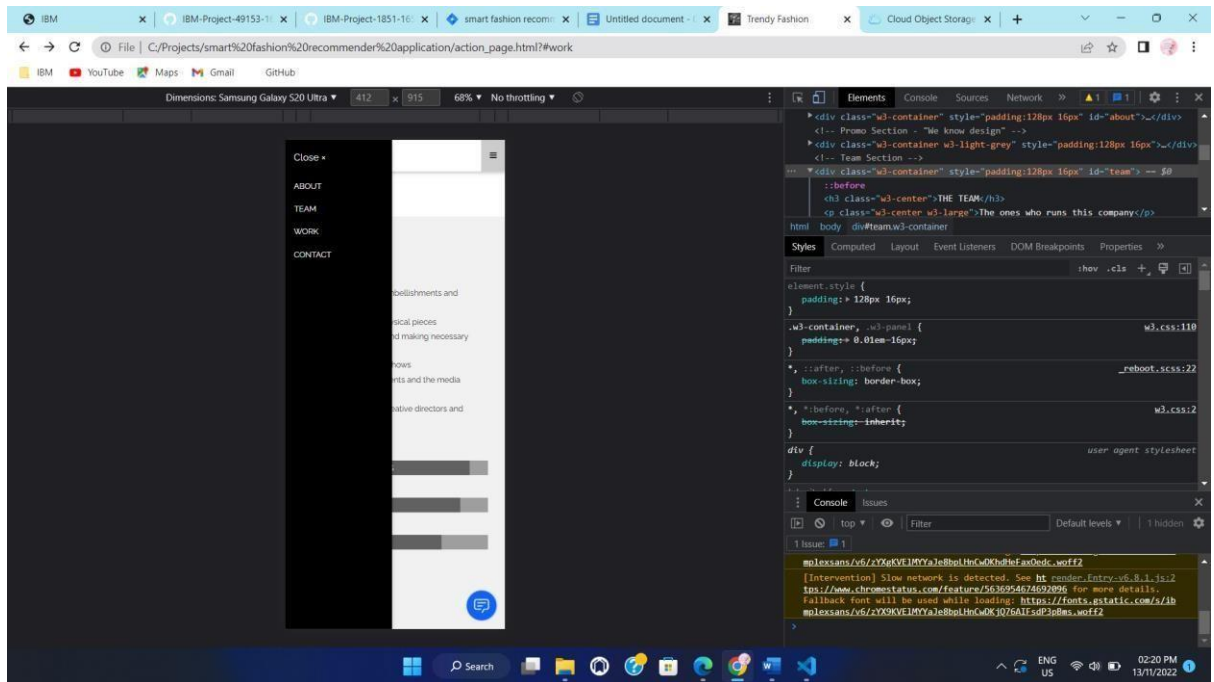 IBM
IBM-Project-49153-16
IBM-Project-1851-165
smart fashion recomm
Untitled document -
Trendy Fashion
Cloud Object Storage
File | C:/Projects/smart%20fashion%20recommender%20application/action_page.html?#work
IBM YouTube Maps Gmail GitHub
Dimensions: Samsung Galaxy S20 Ultra ▼ 412 x 915 68% ▼ No throttling ▼
Close ×
ABOUT
TEAM
WORK
CONTACT
mbellishments and
ysical pieces
nd making necessary
hows
ents and the media
eative directors and
Elements Console Sources Network » 1 1
<div class="w3-container" style="padding:128px 16px" id="about">…</div>
<!-- Promo Section - "We know design" -->
<div class="w3-container w3-light-grey" style="padding:128px 16px">…</div>
<!-- Team Section -->
<div class="w3-container" style="padding:128px 16px" id="team"> == $0
::before
<h3 class="w3-center">THE TEAM</h3>
<p class="w3-center w3-large">The ones who runs this company</p>
html body div#team.w3-container
Styles Computed Layout Event Listeners DOM Breakpoints Properties »
Filter :hov .cls +
element.style {
padding: 128px 16px;
}
.w3-container, .w3-panel { w3.css:110
padding: 0.01em 16px;
}
*, ::after, ::before { _reboot.scss:22
box-sizing: border-box;
}
*, *:before, *:after { w3.css:2
box-sizing: inherit;
}
div { user agent stylesheet
display: block;
}
Console Issues
top ▼ Filter Default levels ▼ 1 hidden
1 Issue: 1
mplexsans/v6/zYXgKVElMYYaJe8bpLHnCwDKhdHeFaxOedc.woff2
[Intervention] Slow network is detected. See ht render.Entry-v6.8.1.js:2
tps://www.chromestatus.com/feature/5636954674692096 for more details.
Fallback font will be used while loading: https://fonts.gstatic.com/s/ib
mplexsans/v6/zYX9KVElMYYaJe8bpLHnCwDKjQ76AIFsdP3pBms.woff2
Search
ENG
US
02:20 PM
13/11/2022
1